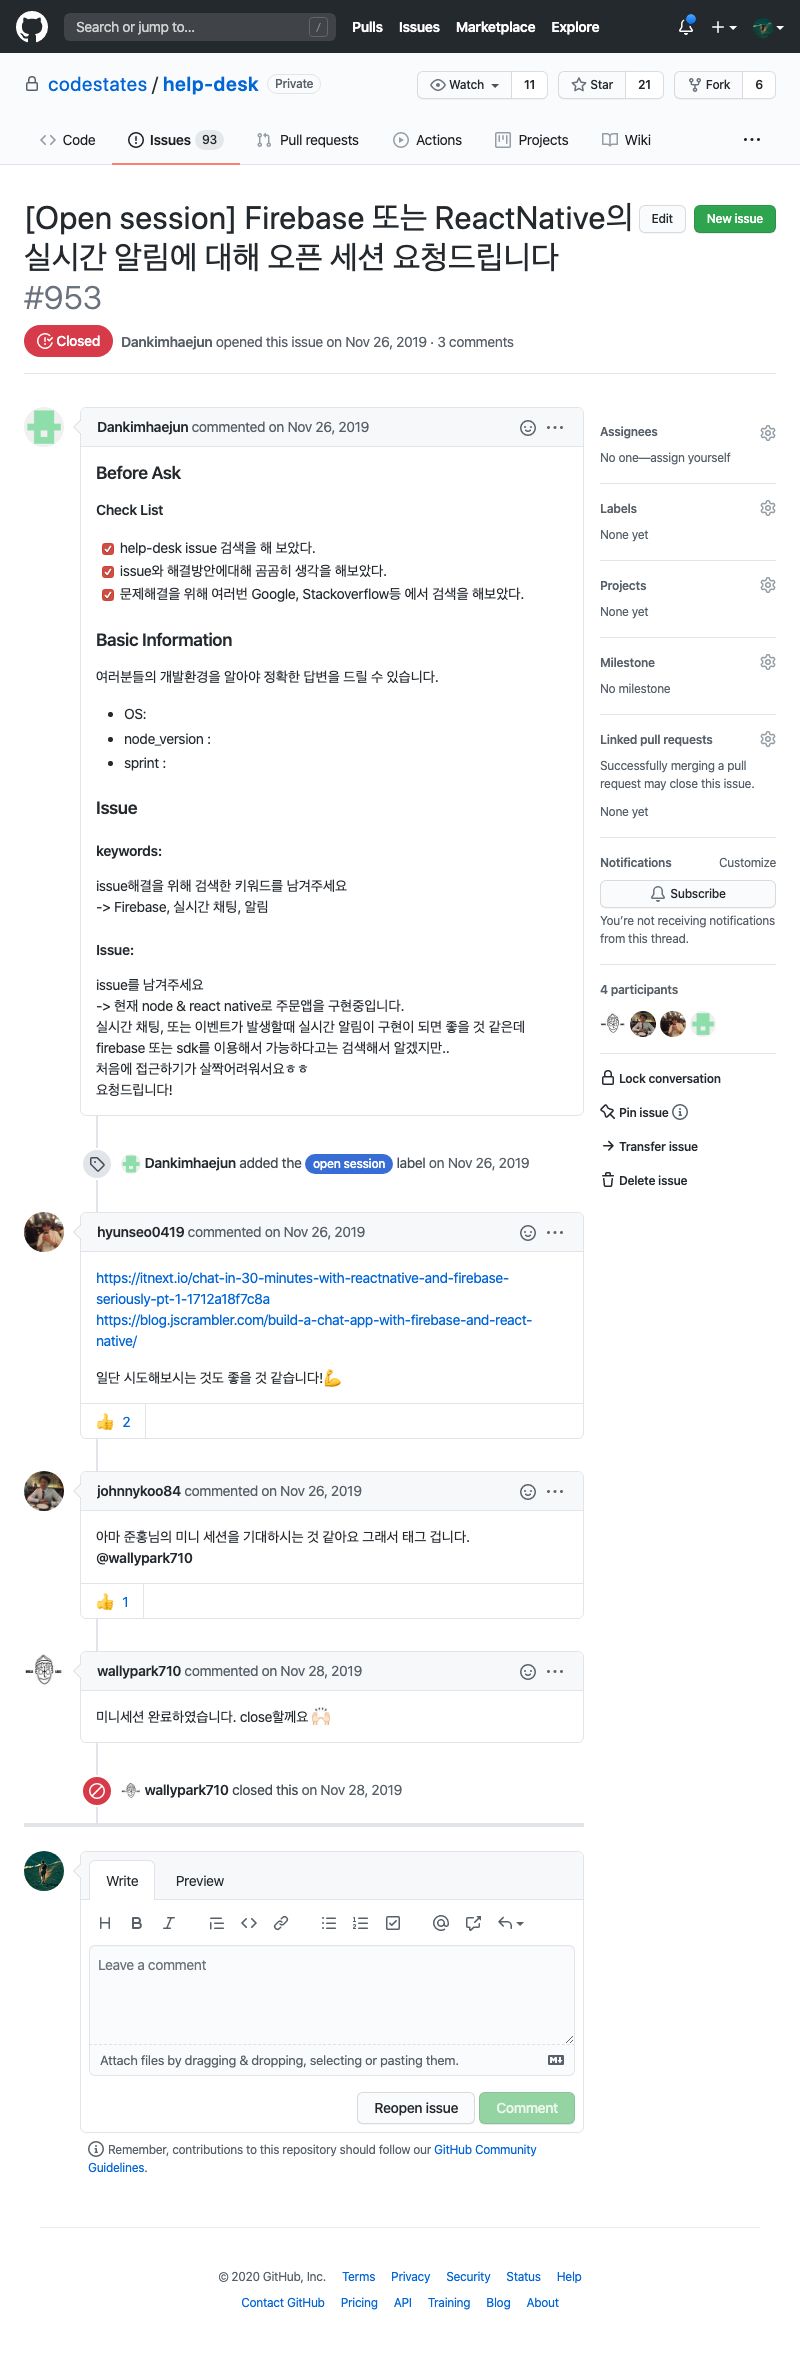 Search or jump to...
/
Pulls
Issues
Marketplace
Explore
codestates / help-desk
Private
Watch
11
Star
21
Fork
6
Code
Issues
93
Pull requests
Actions
Projects
Wiki
[Open session] Firebase 또는 ReactNative의
실시간 알림에 대해 오픈 세션 요청드립니다
#953
Edit
New issue
Closed
Dankimhaejun opened this issue on Nov 26, 2019 · 3 comments
Dankimhaejun commented on Nov 26, 2019
Before Ask
Check List
help-desk issue 검색을 해 보았다.
issue와 해결방안에대해 곰곰히 생각을 해보았다.
문제해결을 위해 여러번 Google, Stackoverflow등 에서 검색을 해보았다.
Basic Information
여러분들의 개발환경을 알아야 정확한 답변을 드릴 수 있습니다.
• OS:
• node_version :
• sprint :
Issue
keywords:
issue해결을 위해 검색한 키워드를 남겨주세요
-> Firebase, 실시간 채팅, 알림
Issue:
issue를 남겨주세요
-> 현재 node & react native로 주문앱을 구현중입니다.
실시간 채팅, 또는 이벤트가 발생할때 실시간 알림이 구현이 되면 좋을 것 같은데
firebase 또는 sdk를 이용해서 가능하다고는 검색해서 알겠지만..
처음에 접근하기가 살짝어려워서요ㅎㅎ
요청드립니다!
Dankimhaejun added the open session label on Nov 26, 2019
hyunseo0419 commented on Nov 26, 2019
https://itnext.io/chat-in-30-minutes-with-reactnative-and-firebase-
seriously-pt-1-1712a18f7c8a
https://blog.jscrambler.com/build-a-chat-app-with-firebase-and-react-
native/
일단 시도해보시는 것도 좋을 것 같습니다!💪
👍 2
johnnykoo84 commented on Nov 26, 2019
아마 준홍님의 미니 세션을 기대하시는 것 같아요 그래서 태그 겁니다.
@wallypark710
👍 1
wallypark710 commented on Nov 28, 2019
미니세션 완료하였습니다. close할께요 🙌🏻
wallypark710 closed this on Nov 28, 2019
Write
Preview
H B I
@
Leave a comment
Attach files by dragging & dropping, selecting or pasting them.
Reopen issue
Comment
Remember, contributions to this repository should follow our GitHub Community
Guidelines.
Assignees
No one—assign yourself
Labels
None yet
Projects
None yet
Milestone
No milestone
Linked pull requests
Successfully merging a pull
request may close this issue.
None yet
Notifications
Customize
Subscribe
You're not receiving notifications
from this thread.
4 participants
Lock conversation
Pin issue
Transfer issue
Delete issue
© 2020 GitHub, Inc.
Terms
Privacy
Security
Status
Help
Contact GitHub
Pricing
API
Training
Blog
About